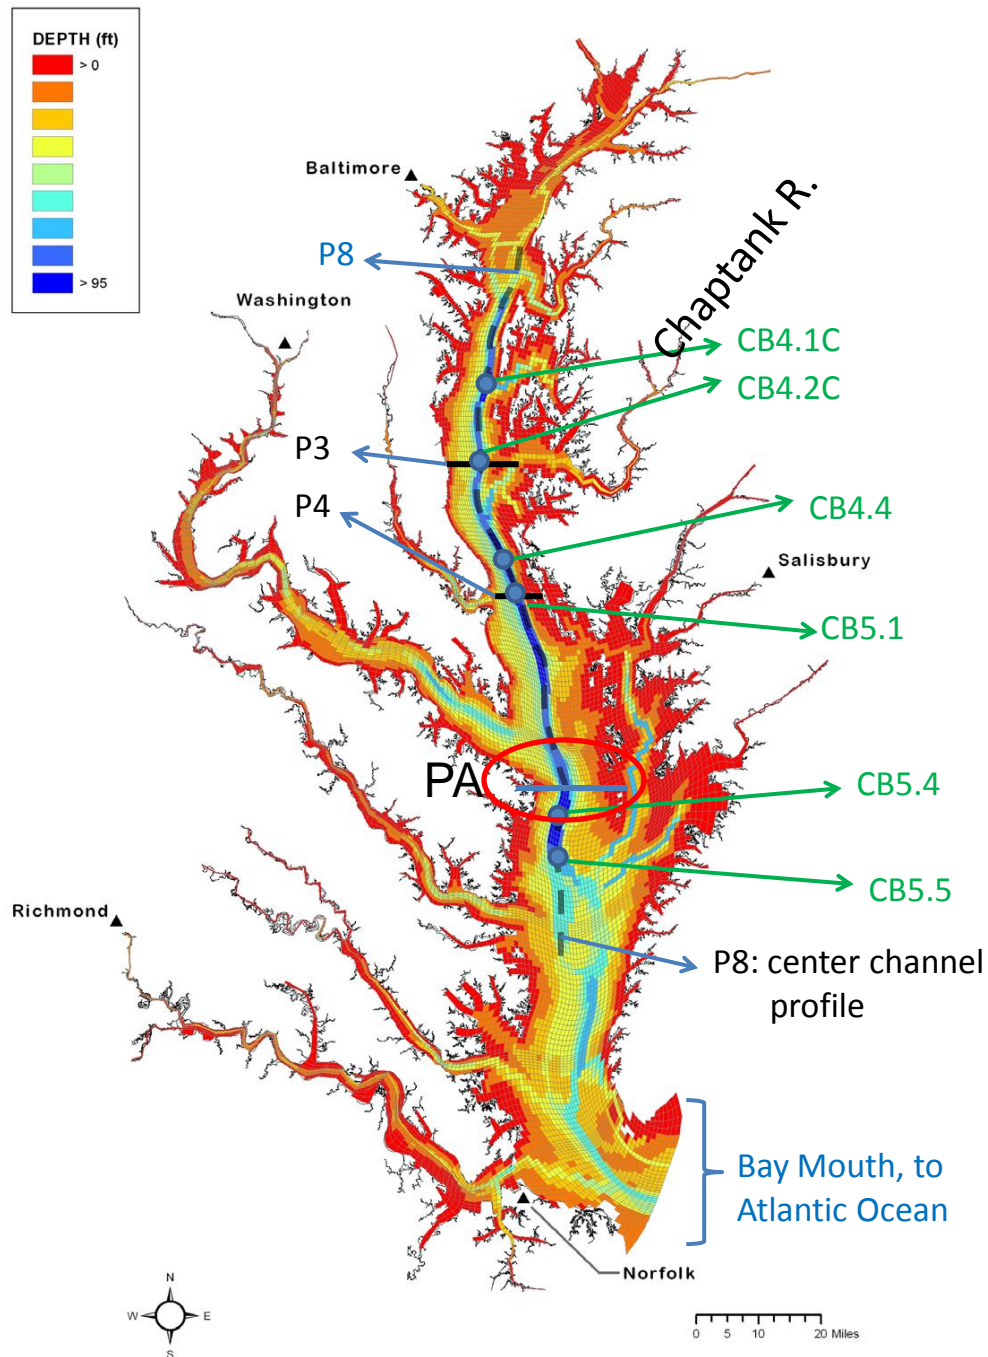 DEPTH (ft)
> 0
> 95
Baltimore
P8
Washington
Chaptank R.
CB4.1C
CB4.2C
P3
P4
CB4.4
Salisbury
CB5.1
PA
CB5.4
CB5.5
Richmond
P8: center channel
profile
Bay Mouth, to
Atlantic Ocean
Norfolk
N
W
E
S
0 5 10 20 Miles